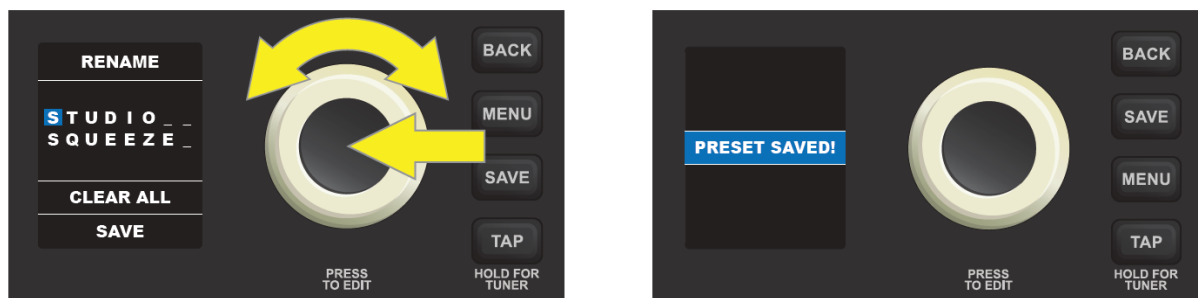 RENAME
STUDIO__
SQUEEZE_
CLEAR ALL
SAVE
BACK
MENU
SAVE
TAP
PRESS
TO EDIT
HOLD FOR
TUNER
PRESET SAVED!
BACK
SAVE
MENU
TAP
PRESS
TO EDIT
HOLD FOR
TUNER